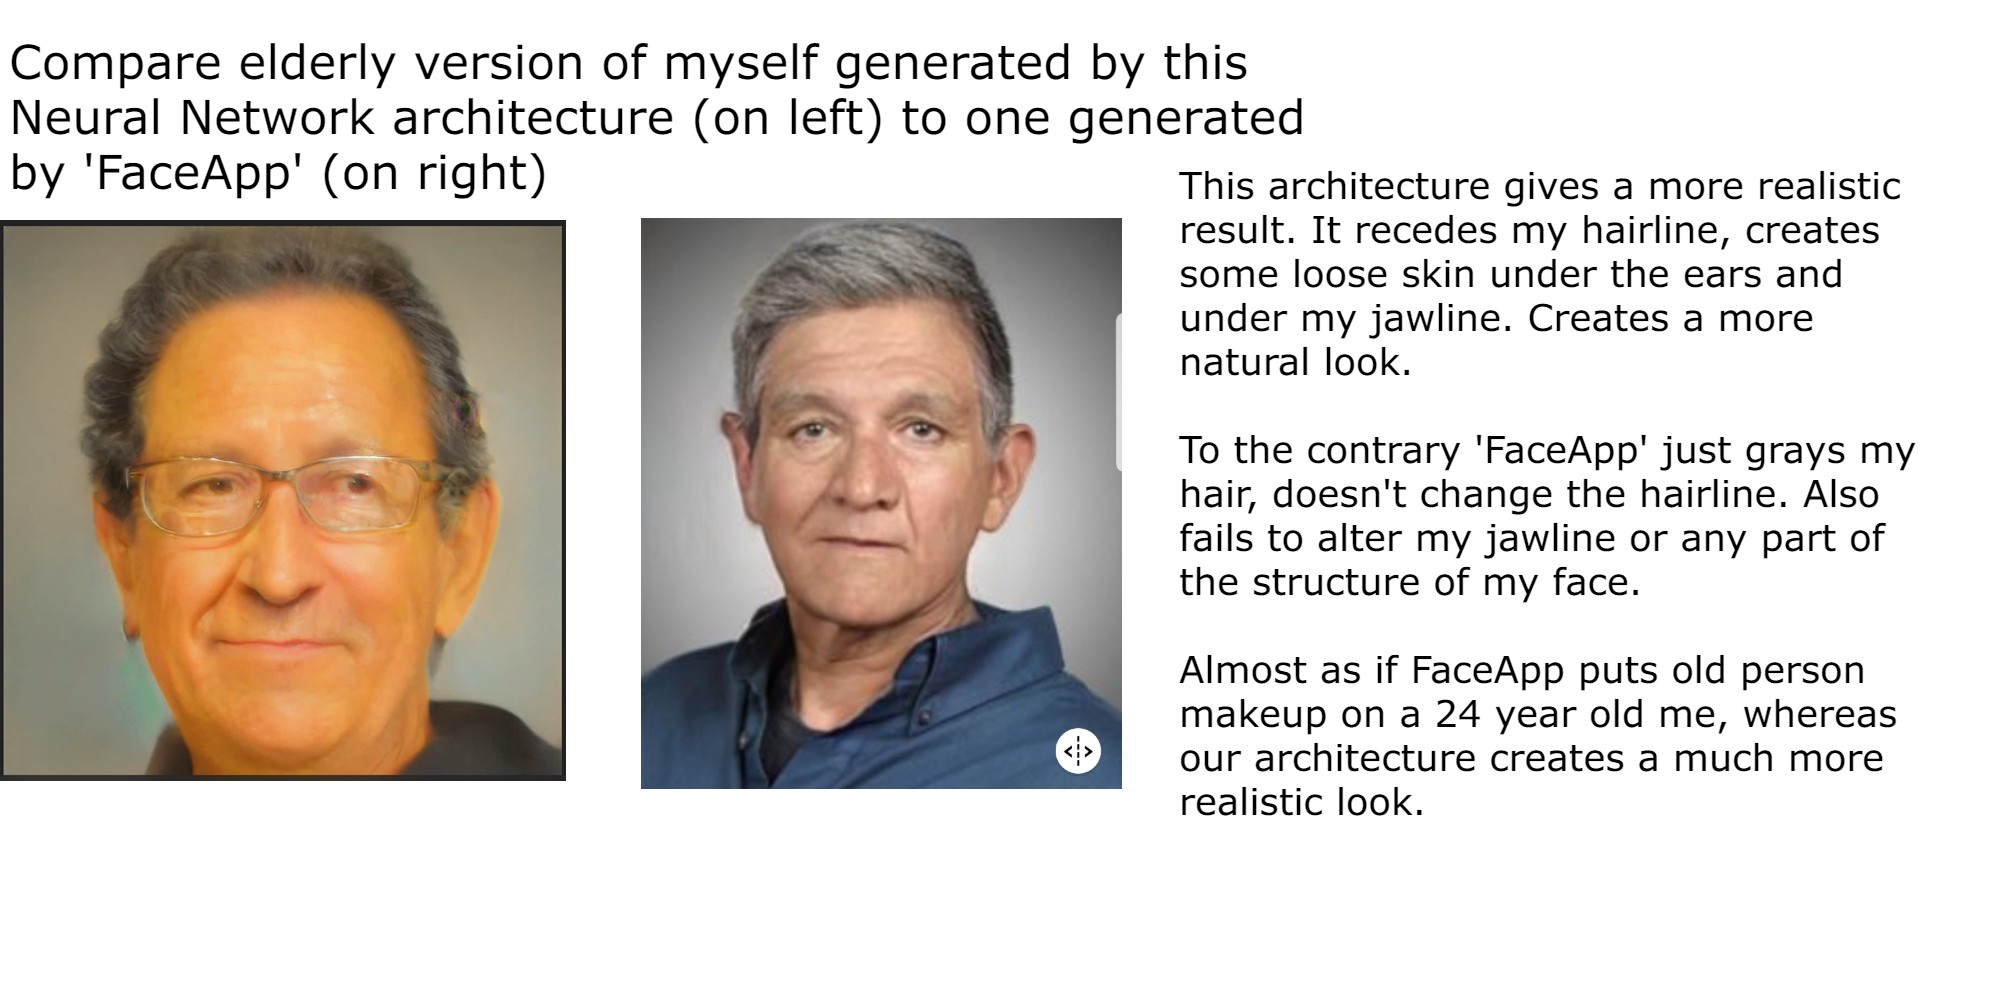 Compare elderly version of myself generated by this
Neural Network architecture (on left) to one generated
by 'FaceApp' (on right)
This architecture gives a more realistic
result. It recedes my hairline, creates
some loose skin under the ears and
under my jawline. Creates a more
natural look.
To the contrary 'FaceApp' just grays my
hair, doesn't change the hairline. Also
fails to alter my jawline or any part of
the structure of my face.
Almost as if FaceApp puts old person
makeup on a 24 year old me, whereas
our architecture creates a much more
realistic look.